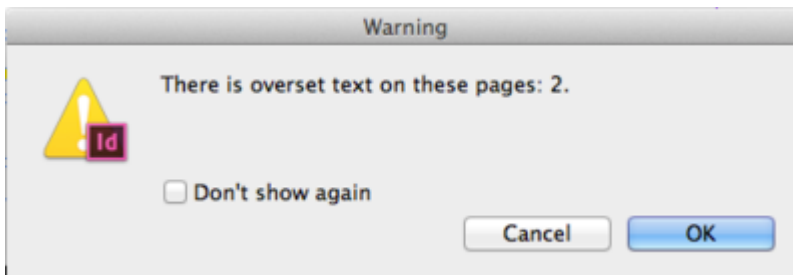 Warning
There is overset text on these pages: 2.
Id
Don't show again
Cancel OK